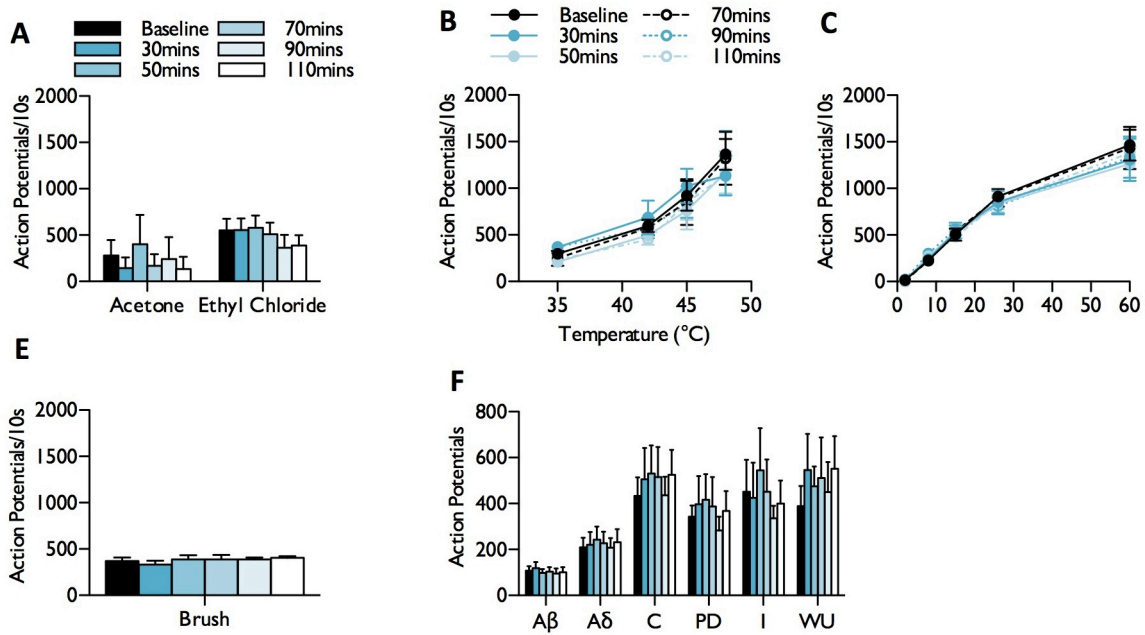 A
Baseline
30mins
50mins
70mins
90mins
110mins
Action Potentials/10s
2000
1500
1000
500
0
Acetone
Ethyl Chloride
B
Baseline
30mins
50mins
70mins
90mins
110mins
Action Potentials/10s
2000
1500
1000
500
0
35
40
45
50
Temperature (°C)
C
Action Potentials/10s
2000
1500
1000
500
0
0 10 20 30 40 50 60
E
Action Potentials/10s
2000
1500
1000
500
0
Brush
F
Action Potentials
800
600
400
200
0
Aβ
Aδ
C
PD
I
WU